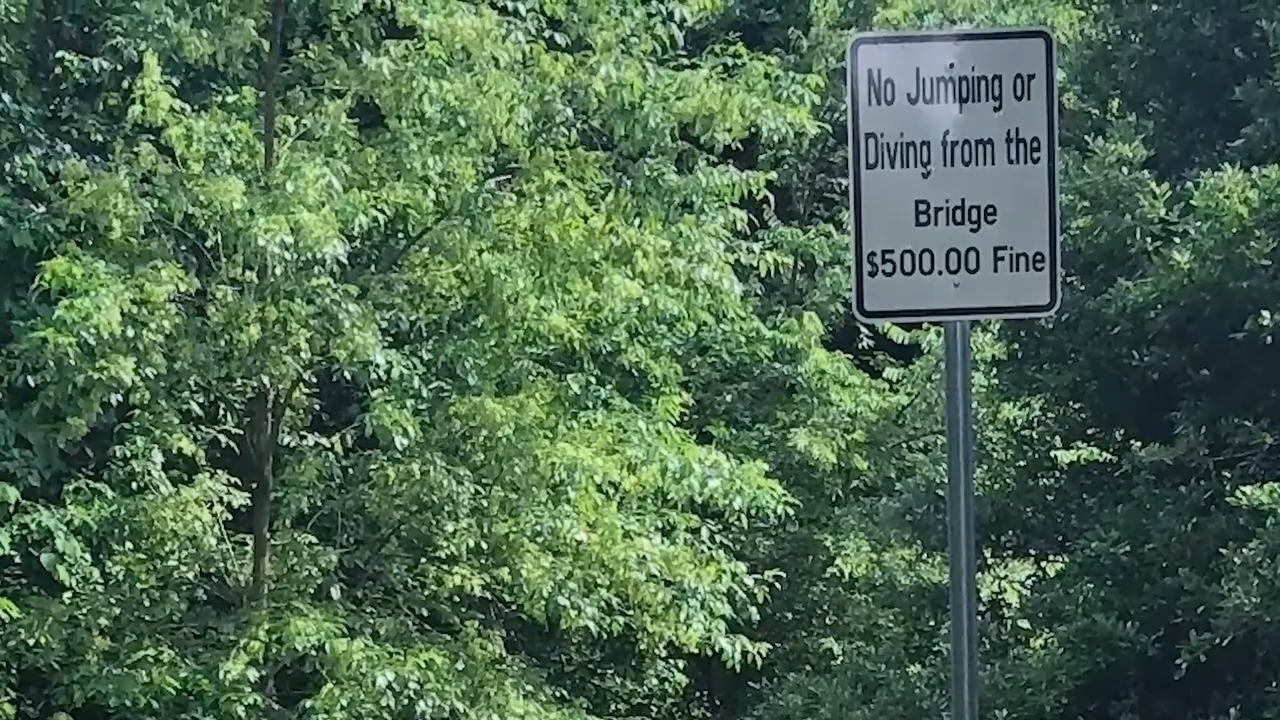 No Jumping or
Diving from the
Bridge
$500.00 Fine